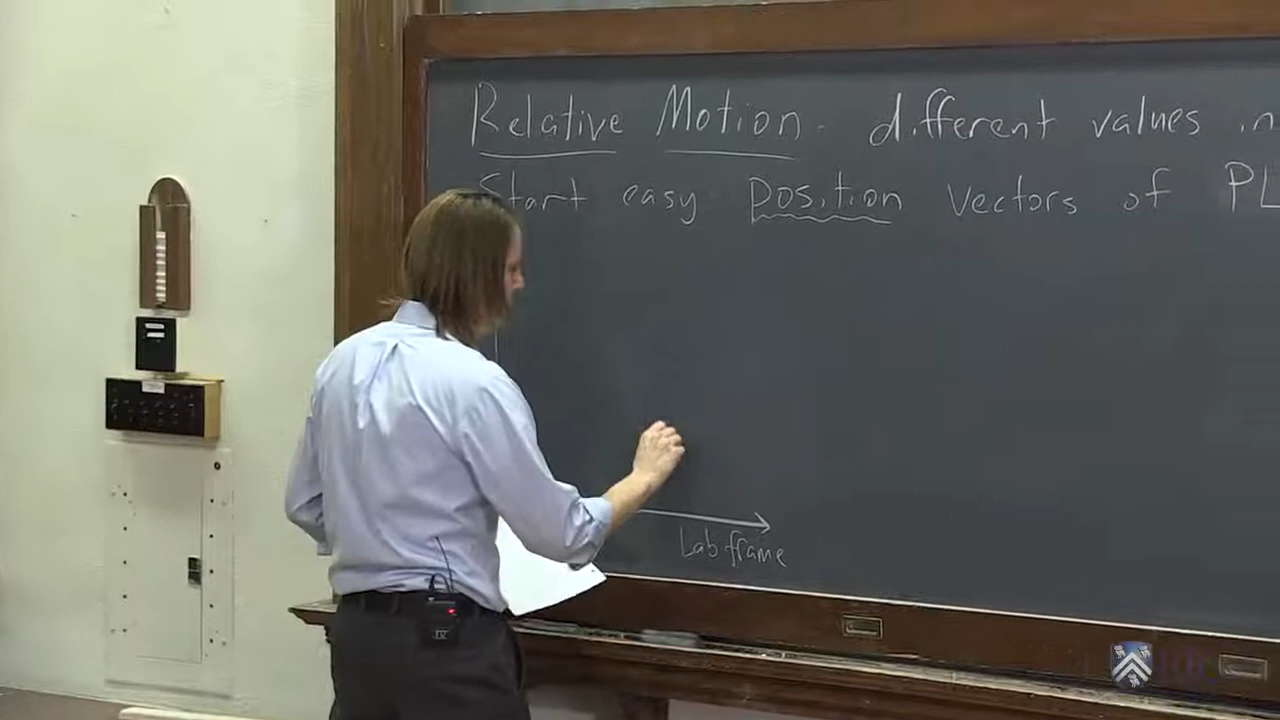 Relative Motion - different values in
Start easy position vectors of PL
Lab frame